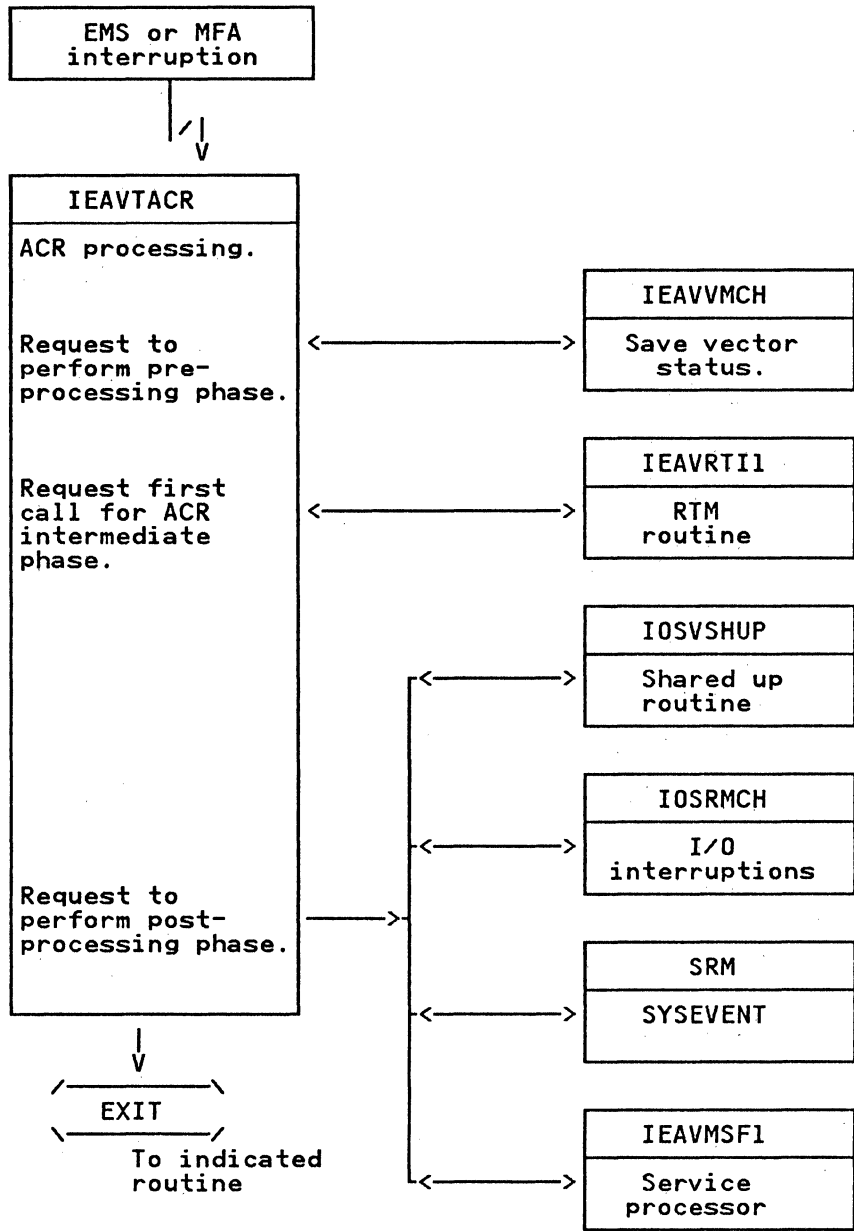 EMS or MFA
interruption
IEAVTACR
ACR processing.
Request to
perform pre-
processing phase.
Request first
call for ACR
intermediate
phase.
Request to
perform post-
processing phase.
EXIT
To indicated
routine
IEAVVMCH
Save vector
status.
IEAVRTI1
RTM
routine
IOSVSHUP
Shared up
routine
IOSRMCH
I/O
interruptions
SRM
SYSEVENT
IEAVMSF1
Service
processor